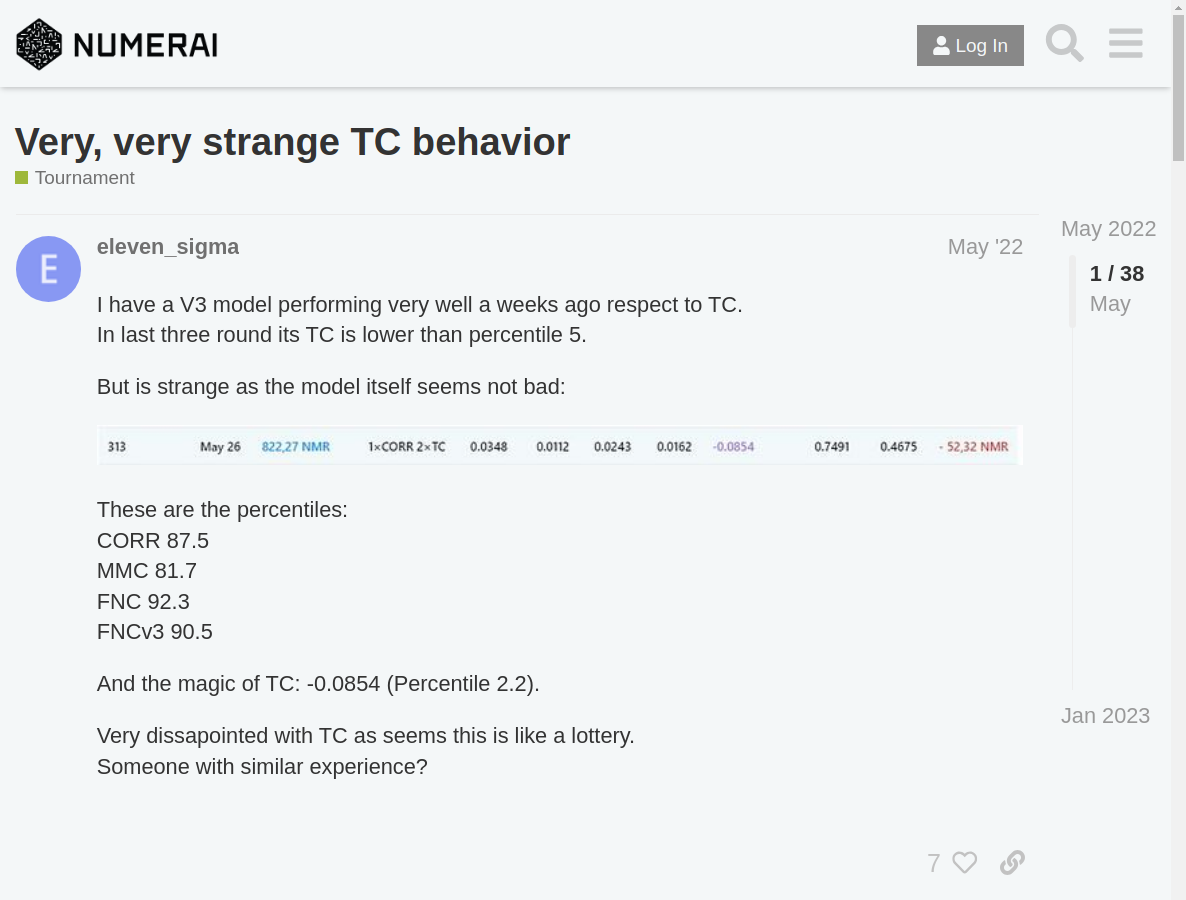 NUMERAI
Log In
Very, very strange TC behavior
Tournament
May 2022
E
eleven_sigma
May '22
1 / 38
May
I have a V3 model performing very well a weeks ago respect to TC.
In last three round its TC is lower than percentile 5.
But is strange as the model itself seems not bad:
313 May 26 822,27 NMR 1×CORR 2×TC 0.0348 0.0112 0.0243 0.0162 -0.0854 0.7491 0.4675 - 52,32 NMR
These are the percentiles:
CORR 87.5
MMC 81.7
FNC 92.3
FNCv3 90.5
And the magic of TC: -0.0854 (Percentile 2.2).
Jan 2023
Very dissapointed with TC as seems this is like a lottery.
Someone with similar experience?
7